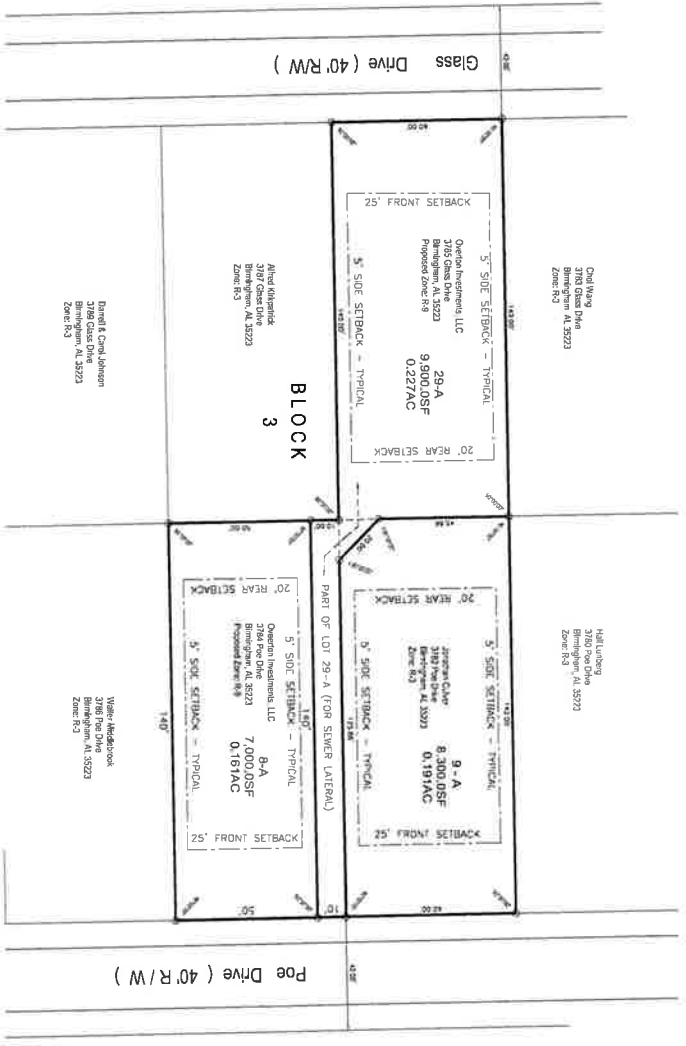 Glass Drive ( 40' R/W )
Choi Wang
3783 Glass Drive
Birmingham, AL 35223
Zone: R-3
25' FRONT SETBACK
5' SIDE SETBACK - TYPICAL
Overton Investments, LLC
3785 Glass Drive
Birmingham, AL 35223
Proposed Zone: R-9
29-A
9,900.0SF
0.227AC
5' SIDE SETBACK - TYPICAL
20' REAR SETBACK
Alfred Kirkpatrick
3787 Glass Drive
Birmingham, AL 35223
Zone: R-3
BLOCK
3
Darrell & Carol Johnson
3789 Glass Drive
Birmingham, AL 35223
Zone: R-3
Hall Lumberg
3780 Poe Drive
Birmingham, AL 35223
Zone: R-3
20' REAR SETBACK
5' SIDE SETBACK - TYPICAL
Culver
Poe Drive
Birmingham, AL 35223
Zone: R-3
9 - A
8,300.0SF
0.191AC
5' SIDE SETBACK - TYPICAL
25' FRONT SETBACK
PART OF LOT 29-A (FOR SEWER LATERAL)
10'
140'
20' REAR SETBACK
5' SIDE SETBACK - TYPICAL
Overton Investments, LLC
3784 Poe Drive
Birmingham, AL 35223
Proposed Zone: R-9
8-A
7,000.0SF
0.161AC
5' SIDE SETBACK - TYPICAL
25' FRONT SETBACK
50'
140'
Walter Middlebrook
3786 Poe Drive
Birmingham, AL 35223
Zone: R-3
Poe Drive ( 40' R/W )